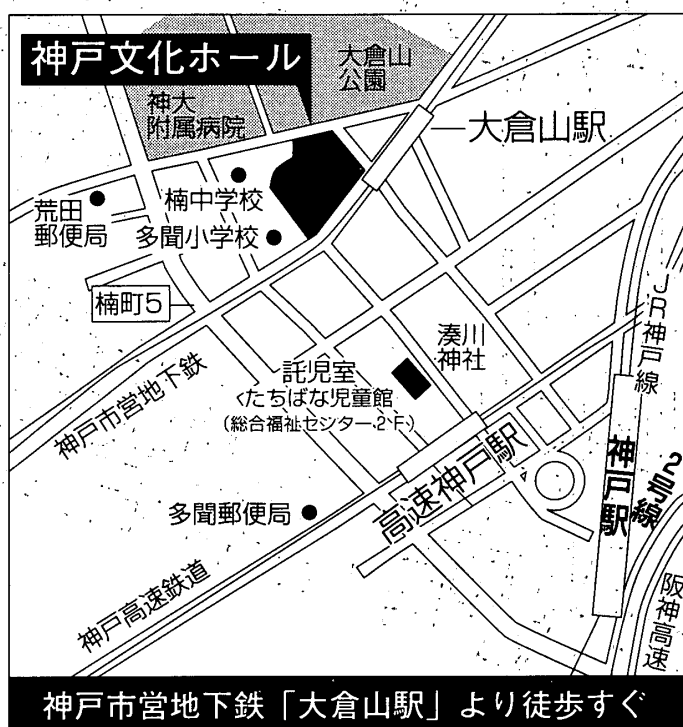 神戸文化ホール
大倉山
公園
神大
附属病院
大倉山駅
楠中学校
荒田
郵便局
多聞小学校
楠町5
湊川
神社
JR神戸線
託児室
くたちばな児童館
(総合福祉センター2F)
神戸市営地下鉄
高速神戸駅
神戸駅
2号線
多聞郵便局
神戸高速鉄道
阪神高速
神戸市営地下鉄「大倉山駅」より徒歩すぐ